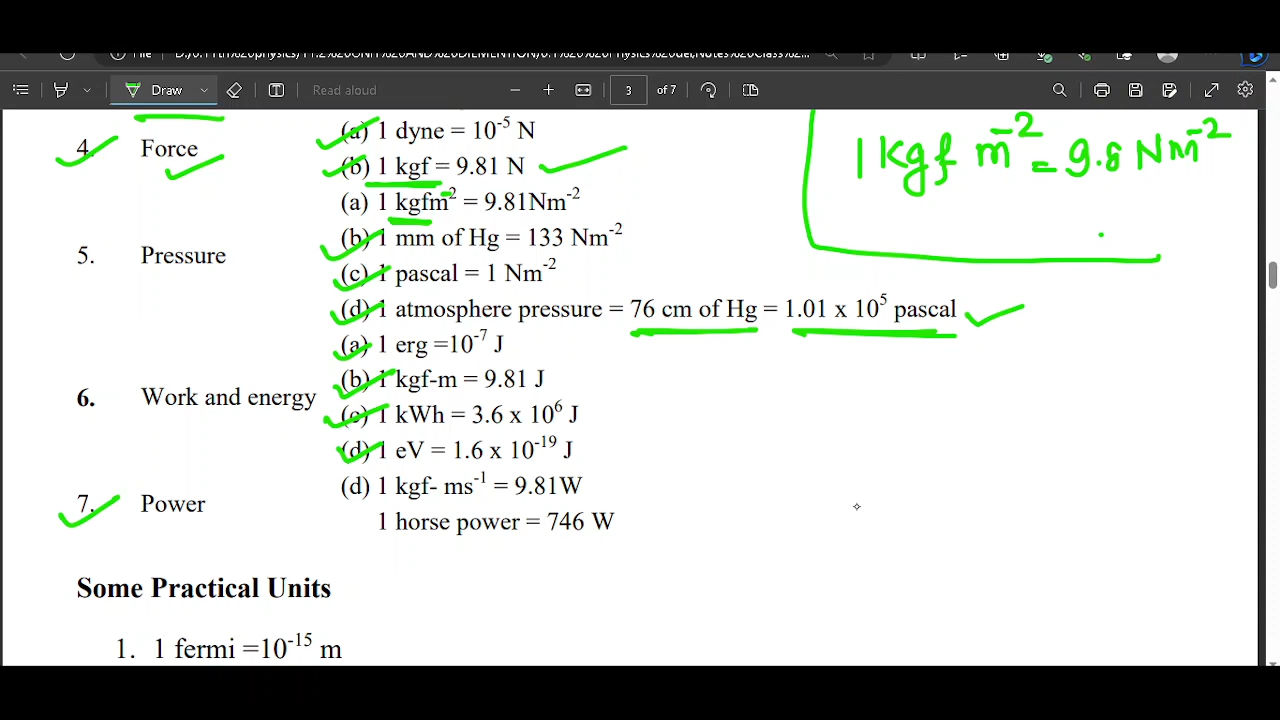 Draw
Read aloud
3 of 7
(a) 1 dyne = 10⁻⁵ N
4. Force
(b) 1 kgf = 9.81 N
1 kgf m⁻² = 9.8 Nm⁻²
(a) 1 kgfm⁻² = 9.81Nm⁻²
(b) 1 mm of Hg = 133 Nm⁻²
5. Pressure
(c) 1 pascal = 1 Nm⁻²
(d) 1 atmosphere pressure = 76 cm of Hg = 1.01 x 10⁵ pascal
(a) 1 erg =10⁻⁷ J
(b) 1 kgf-m = 9.81 J
6. Work and energy
(c) 1 kWh = 3.6 x 10⁶ J
(d) 1 eV = 1.6 x 10⁻¹⁹ J
(d) 1 kgf- ms⁻¹ = 9.81W
7. Power
1 horse power = 746 W
Some Practical Units
1. 1 fermi =10⁻¹⁵ m